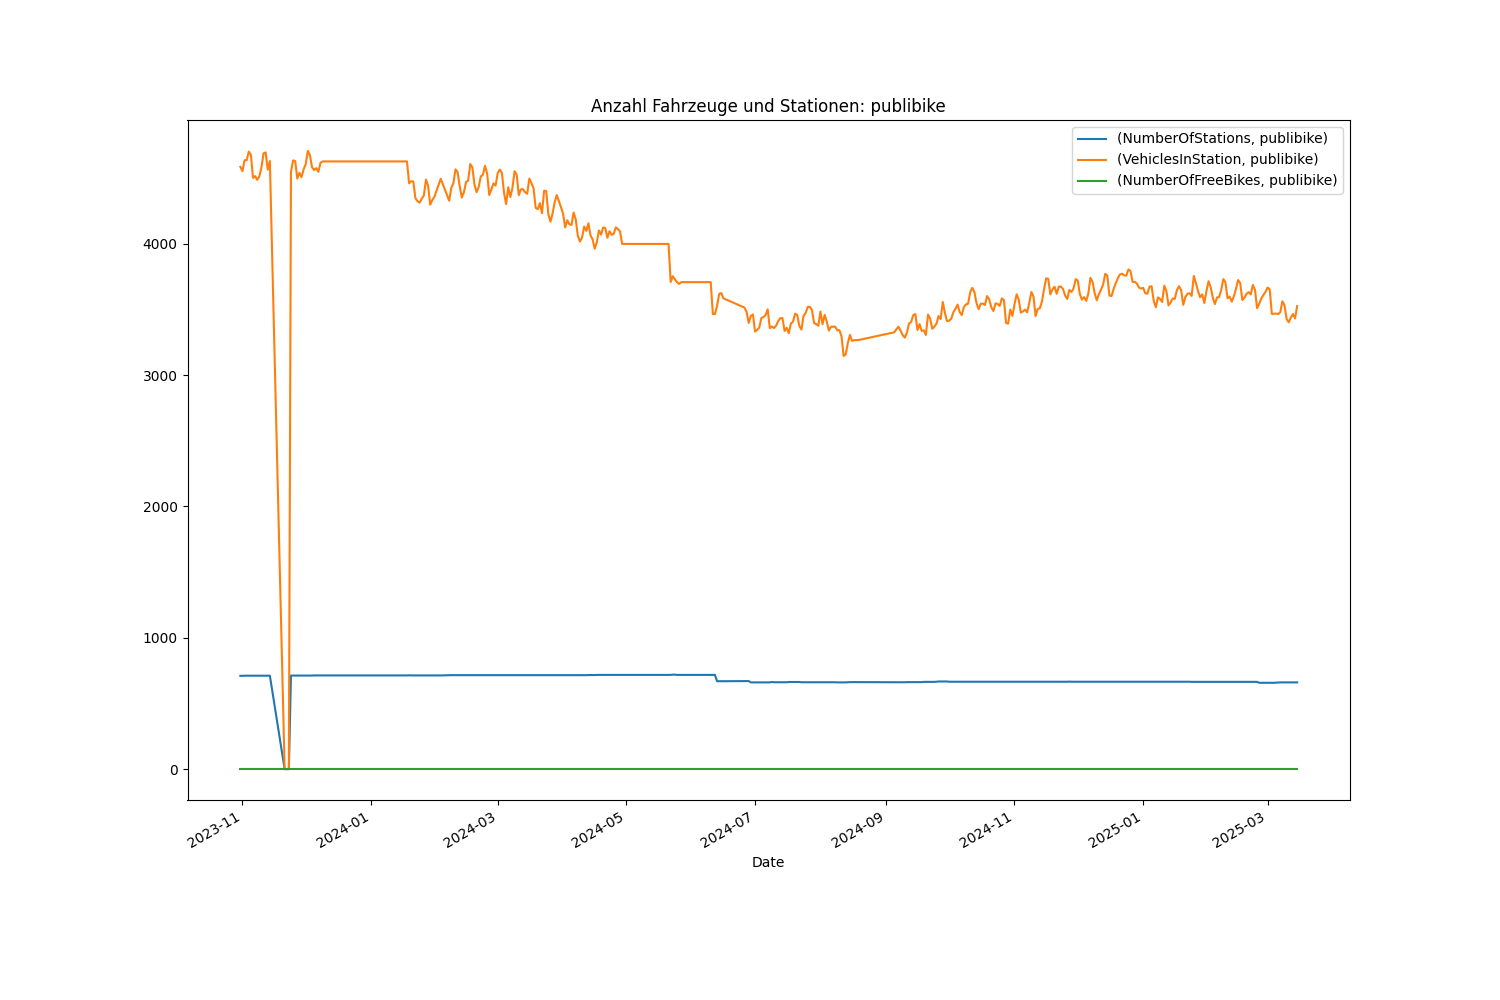 Anzahl Fahrzeuge und Stationen: publibike
(NumberOfStations, publibike)
(VehiclesInStation, publibike)
(NumberOfFreeBikes, publibike)
4000
3000
2000
1000
0
2023-11
2024-01
2024-03
2024-05
2024-07
2024-09
2024-11
2025-01
2025-03
Date